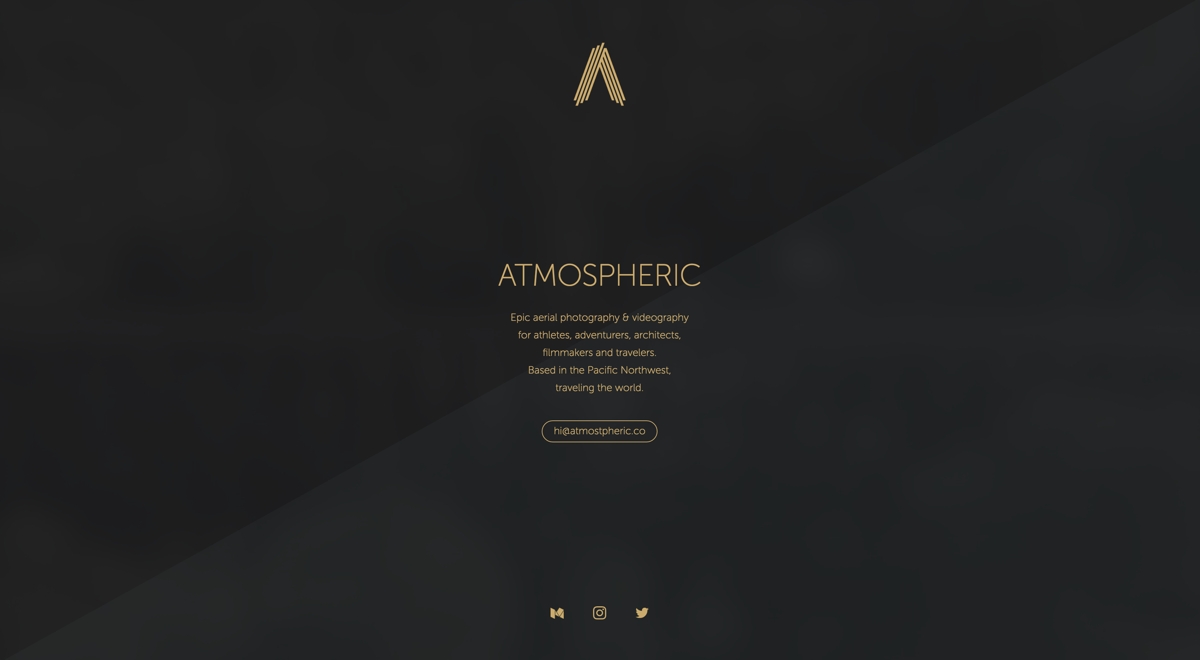 ATMOSPHERIC
Epic aerial photography & videography
for athletes, adventurers, architects,
filmmakers and travelers.
Based in the Pacific Northwest,
traveling the world.
hi@atmostpheric.co